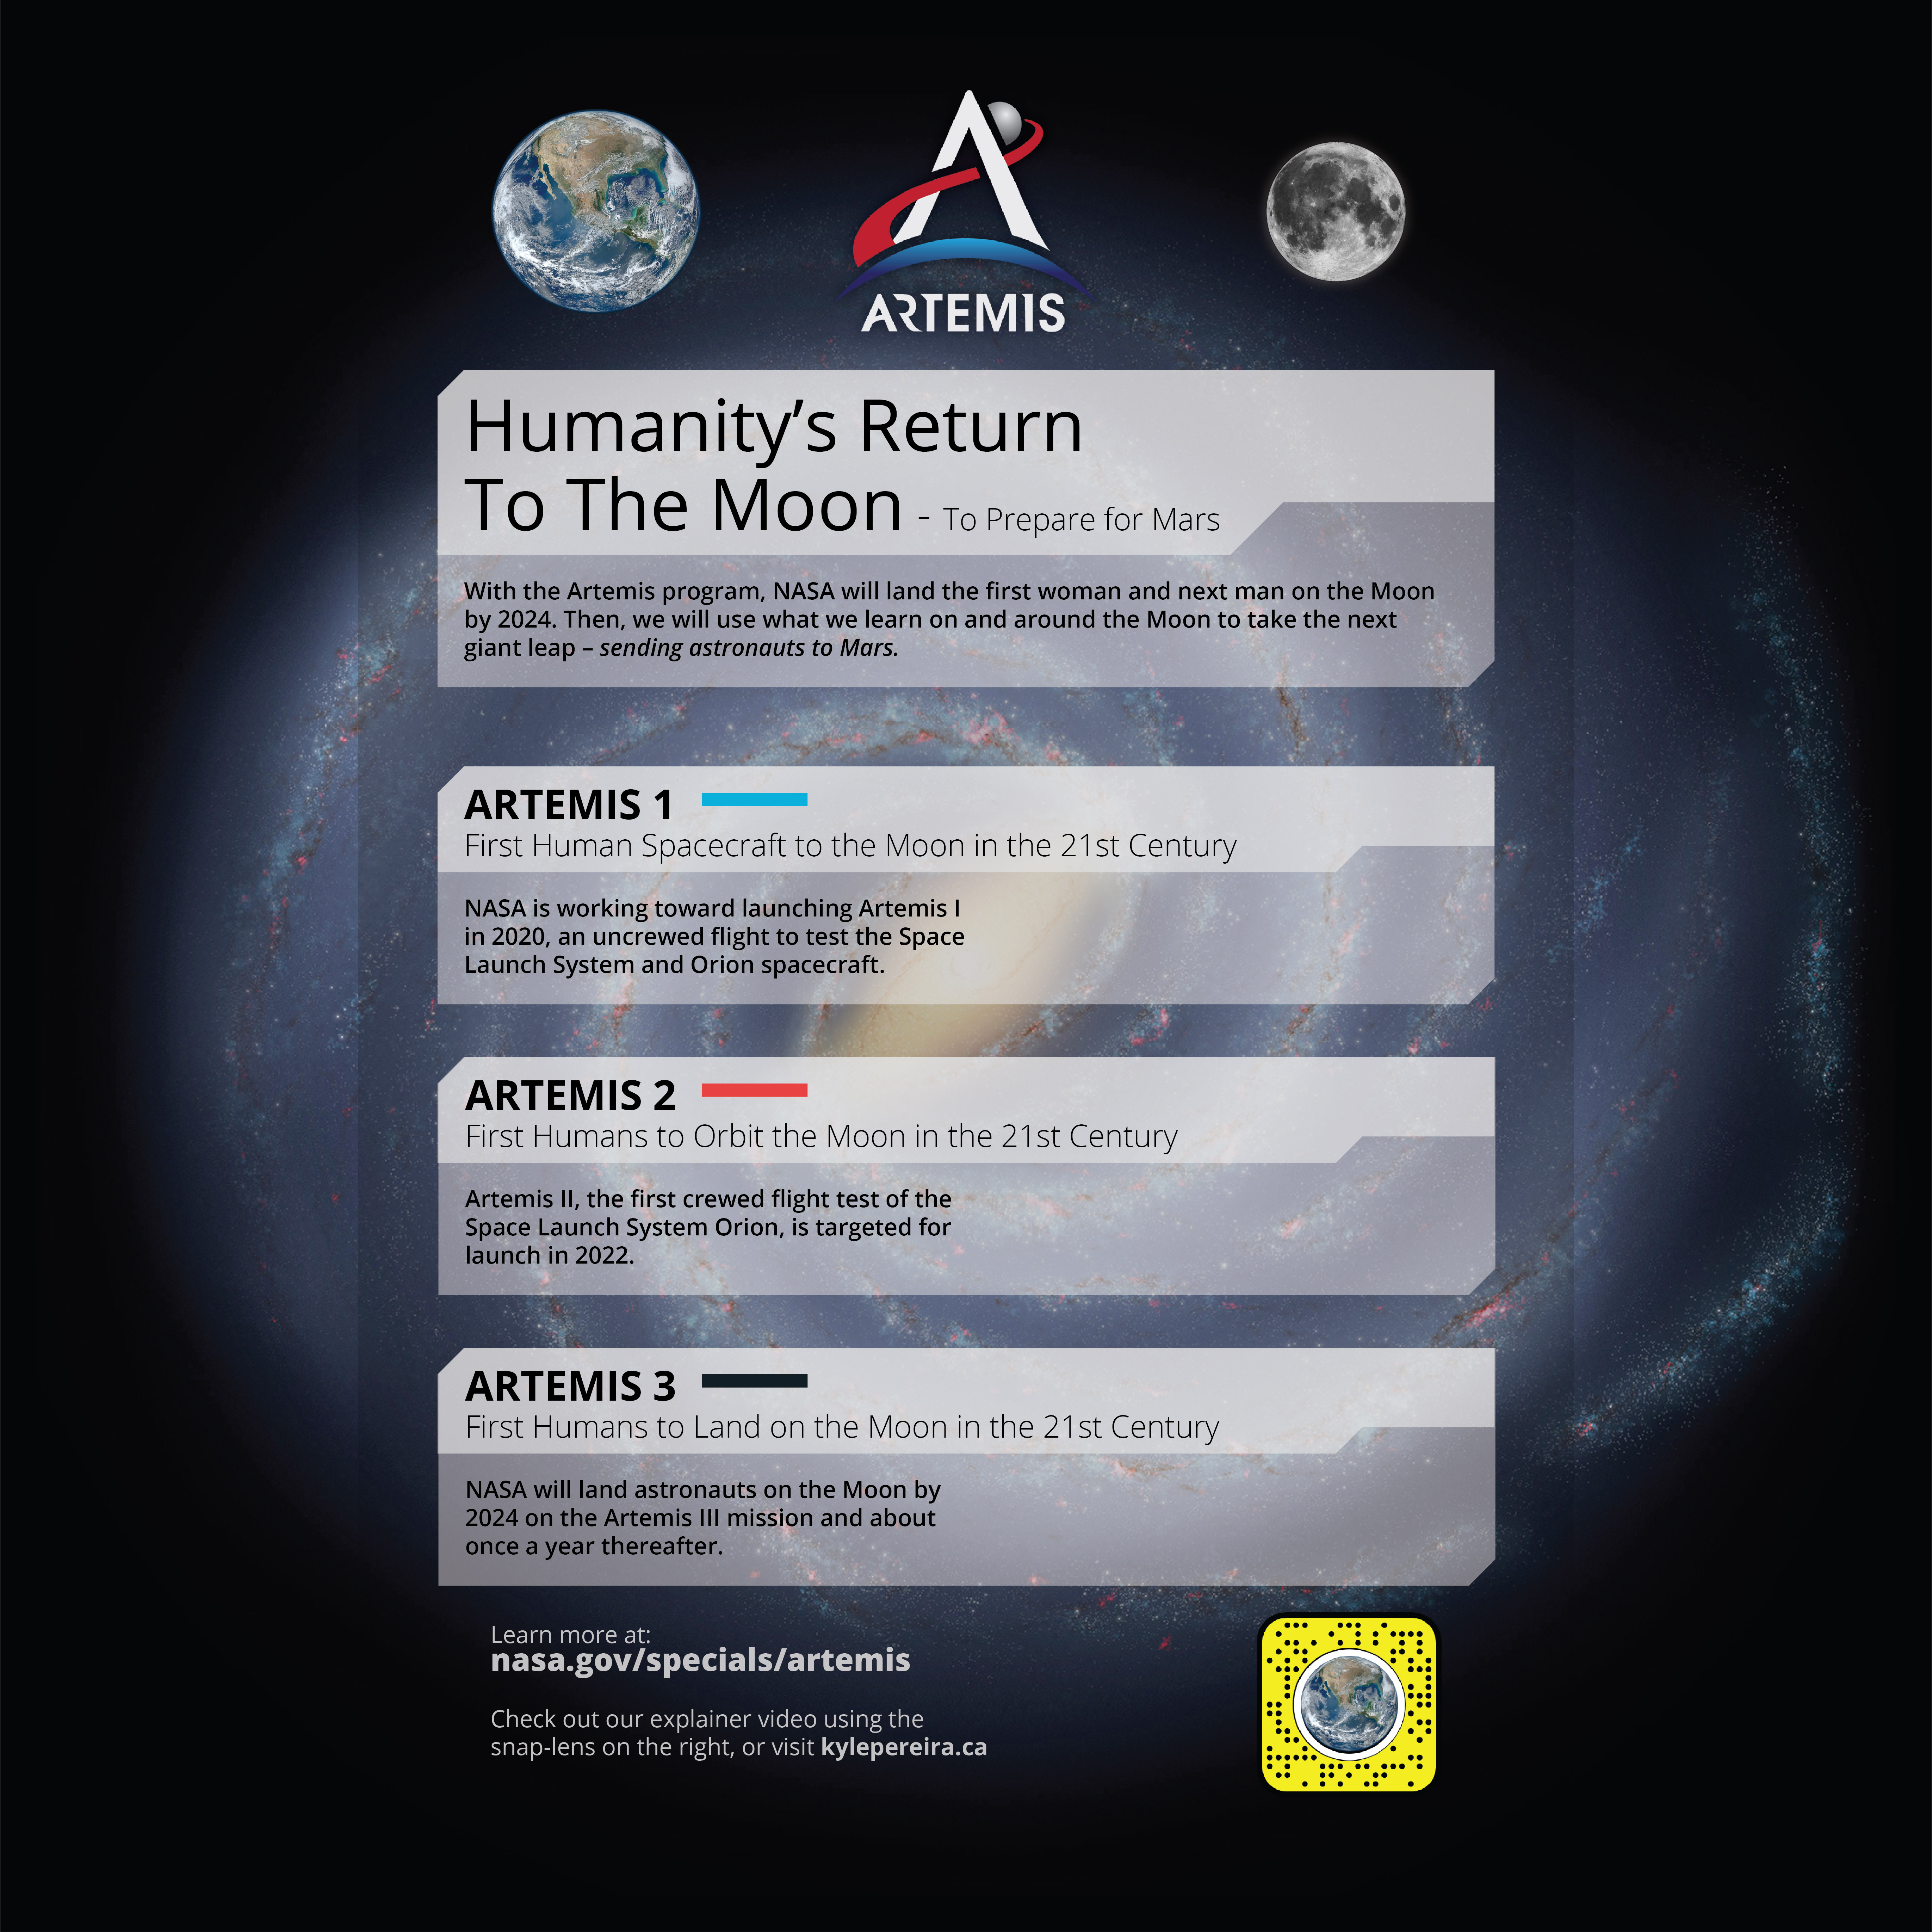 ARTEMIS
Humanity’s Return
To The Moon - To Prepare for Mars
With the Artemis program, NASA will land the first woman and next man on the Moon
by 2024. Then, we will use what we learn on and around the Moon to take the next
giant leap – sending astronauts to Mars.
ARTEMIS 1
First Human Spacecraft to the Moon in the 21st Century
NASA is working toward launching Artemis I
in 2020, an uncrewed flight to test the Space
Launch System and Orion spacecraft.
ARTEMIS 2
First Humans to Orbit the Moon in the 21st Century
Artemis II, the first crewed flight test of the
Space Launch System Orion, is targeted for
launch in 2022.
ARTEMIS 3
First Humans to Land on the Moon in the 21st Century
NASA will land astronauts on the Moon by
2024 on the Artemis III mission and about
once a year thereafter.
Learn more at:
nasa.gov/specials/artemis
Check out our explainer video using the
snap-lens on the right, or visit kylepereira.ca